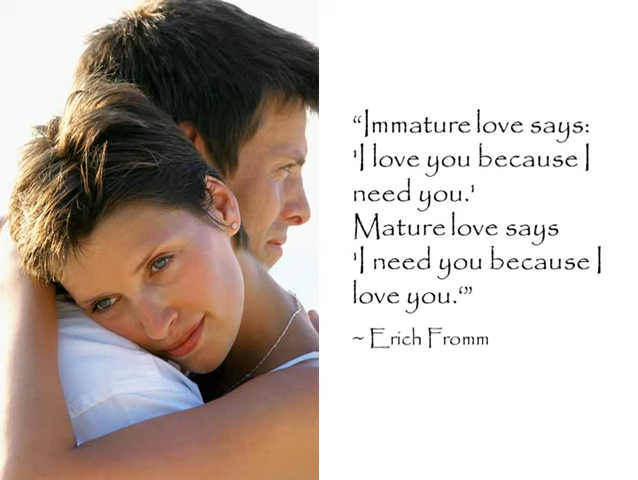 “Immature love says:
'I love you because I
need you.'
Mature love says
'I need you because I
love you.‘”
~ Erich Fromm